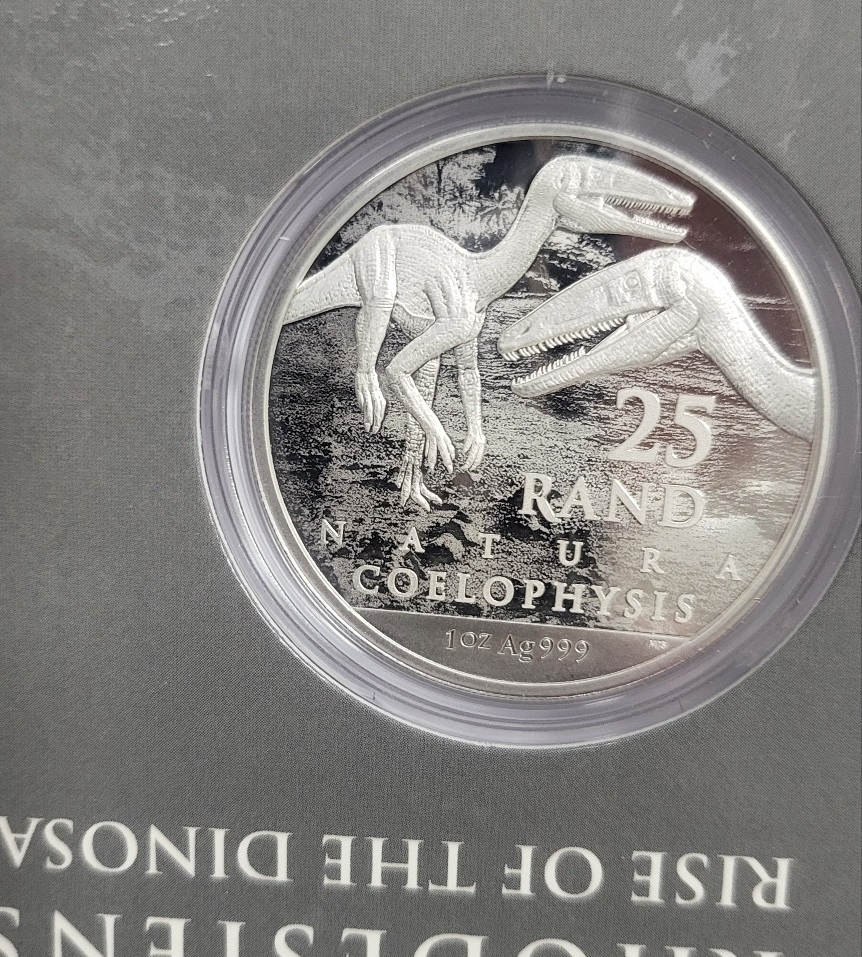 25
RAND
NATURA
COELOPHYSIS
1oz Ag999
RISE OF THE DINOSA